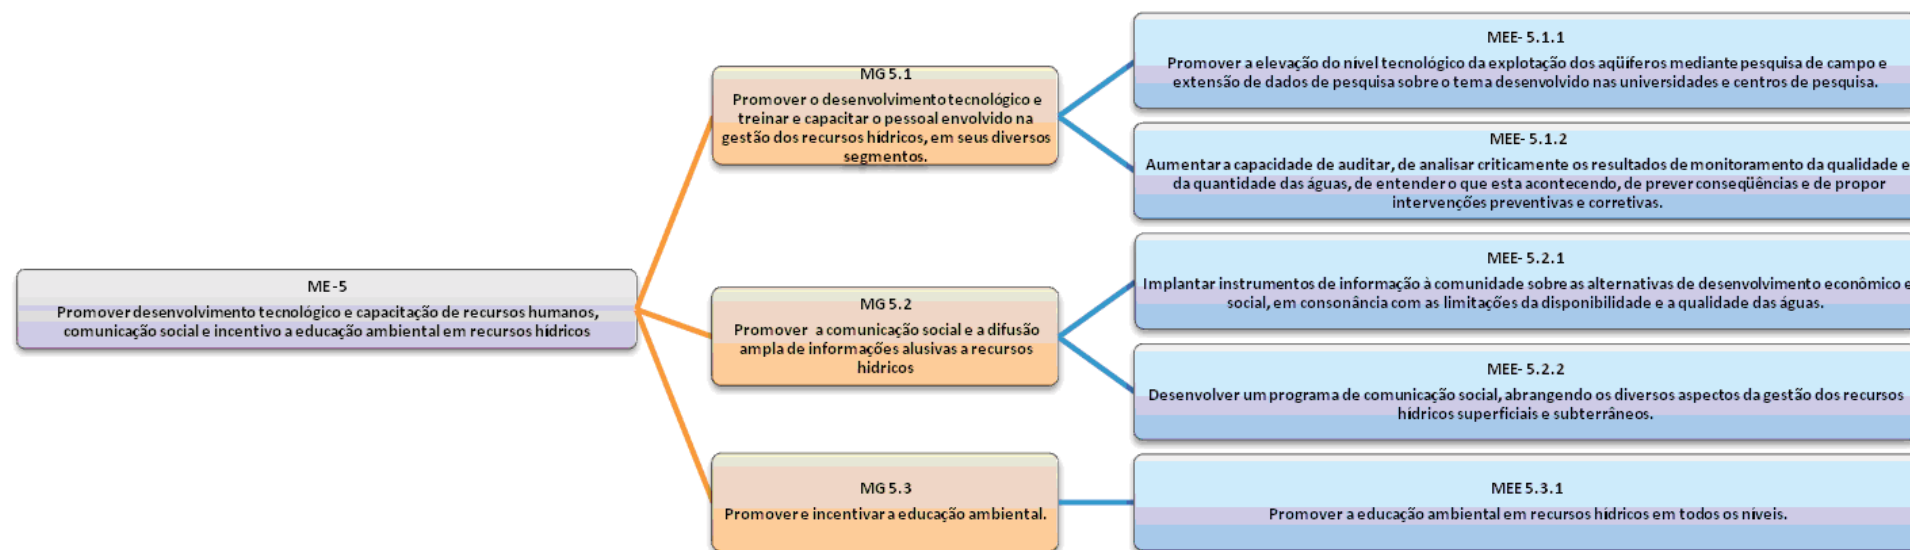 ME-5
Promover desenvolvimento tecnológico e capacitação de recursos humanos,
comunicação social e incentivo a educação ambiental em recursos hídricos
MG 5.1
Promover o desenvolvimento tecnológico e
treinar e capacitar o pessoal envolvido na
gestão dos recursos hídricos, em seus diversos
segmentos.
MEE- 5.1.1
Promover a elevação do nível tecnológico da explotação dos aqüíferos mediante pesquisa de campo e
extensão de dados de pesquisa sobre o tema desenvolvido nas universidades e centros de pesquisa.
MEE- 5.1.2
Aumentar a capacidade de auditar, de analisar criticamente os resultados de monitoramento da qualidade e
da quantidade das águas, de entender o que esta acontecendo, de prever conseqüências e de propor
intervenções preventivas e corretivas.
MG 5.2
Promover a comunicação social e a difusão
ampla de informações alusivas a recursos
hidricos
MEE- 5.2.1
Implantar instrumentos de informação à comunidade sobre as alternativas de desenvolvimento econômico e
social, em consonância com as limitações da disponibilidade e a qualidade das águas.
MEE- 5.2.2
Desenvolver um programa de comunicação social, abrangendo os diversos aspectos da gestão dos recursos
hídricos superficiais e subterrâneos.
MG 5.3
Promover e incentivar a educação ambiental.
MEE 5.3.1
Promover a educação ambiental em recursos hídricos em todos os níveis.